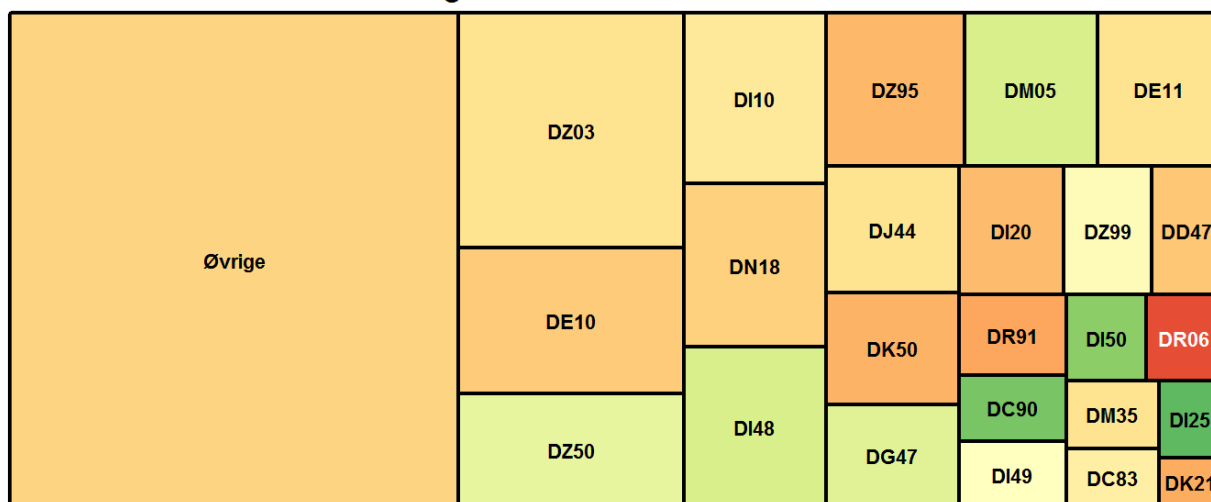 Øvrige
DZ03
DE10
DZ50
DI10
DN18
DI48
DZ95
DM05
DE11
DJ44
DI20
DZ99
DD47
DK50
DR91
DI50
DR06
DG47
DC90
DM35
DI25
DI49
DC83
DK21